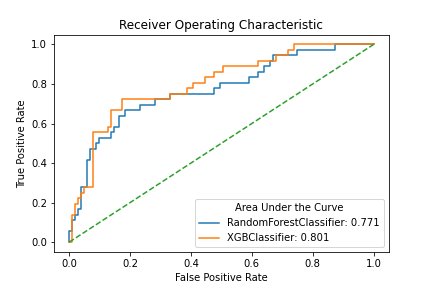 Receiver Operating Characteristic
True Positive Rate
1.0
0.8
0.6
0.4
0.2
0.0
Area Under the Curve
RandomForestClassifier: 0.771
XGBClassifier: 0.801
0.0 0.2 0.4 0.6 0.8 1.0
False Positive Rate